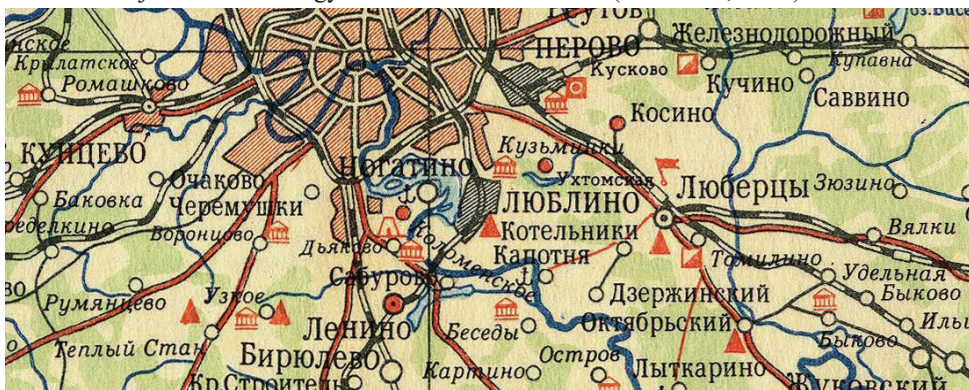 ПЕРОВО
Железнодорожный
Крылатское
Ромашково
Кусково
Кучино
Купавна
Саввино
Косино
КУНЦЕВО
Ногатино
Кузьминки
Ухтомская
Люберцы
Зюзино
Баковка
Очаково
Черемушки
ЛЮБЛИНО
Воронцово
Дьяково
Коломенское
Котельники
Капотня
Вялки
Томилино
Удельная
Быково
Румянцево
Узкое
Сабурово
Дзержинский
Ленино
Беседы
Октябрьский
Быково
Теплый Стан
Бирюлево
Остров
Картино
Лыткарино
Жуковский